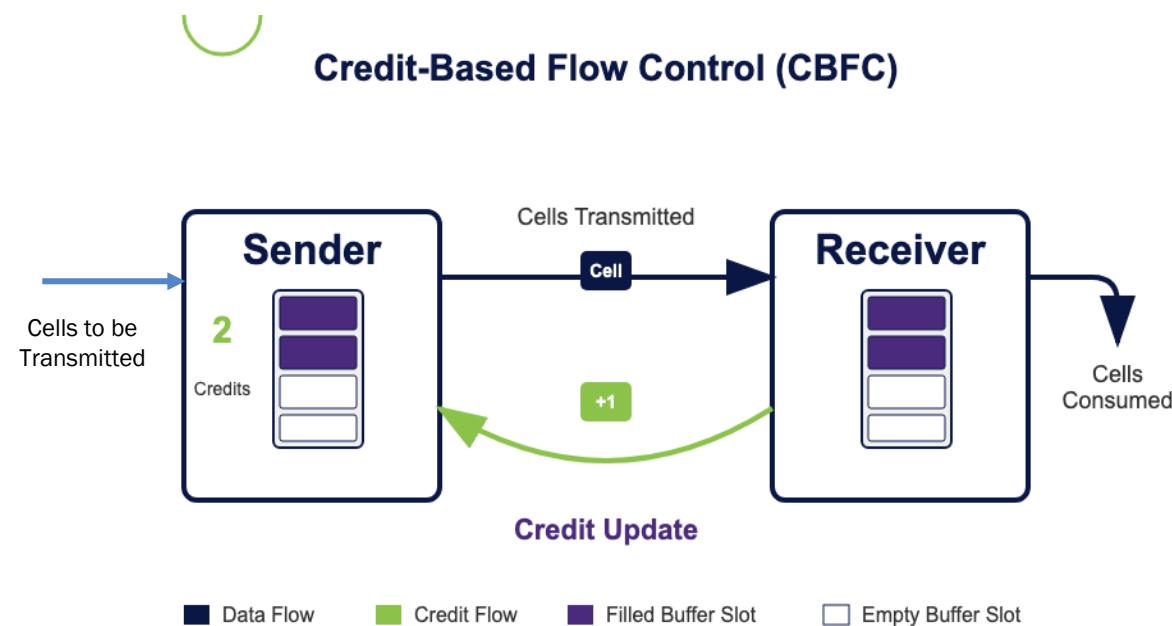 Credit-Based Flow Control (CBFC)
Cells Transmitted
Sender
Cell
Receiver
Cells to be
Transmitted
2
Credits
+1
Cells
Consumed
Credit Update
Data Flow
Credit Flow
Filled Buffer Slot
Empty Buffer Slot